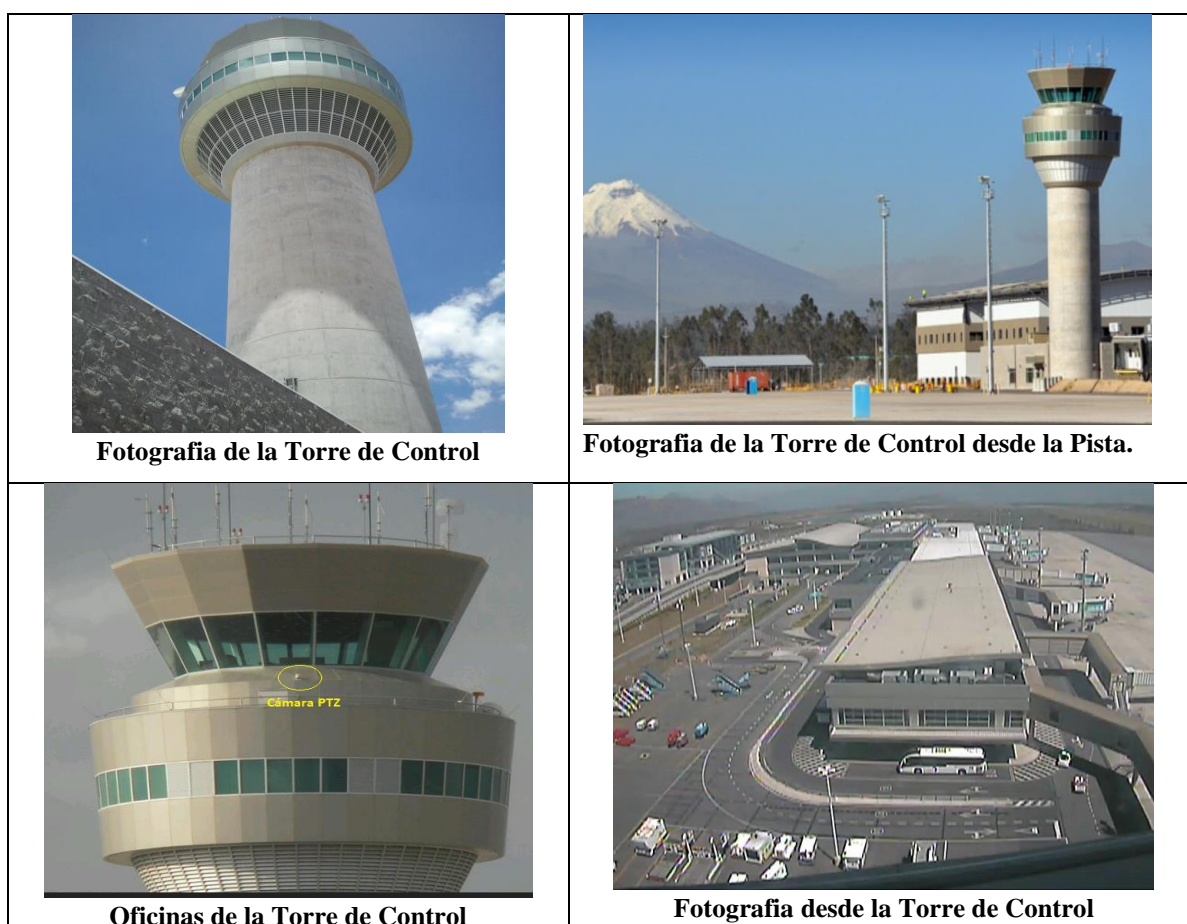 Fotografia de la Torre de Control
Fotografia de la Torre de Control desde la Pista.
Cámara PTZ
Oficinas de la Torre de Control
Fotografia desde la Torre de Control